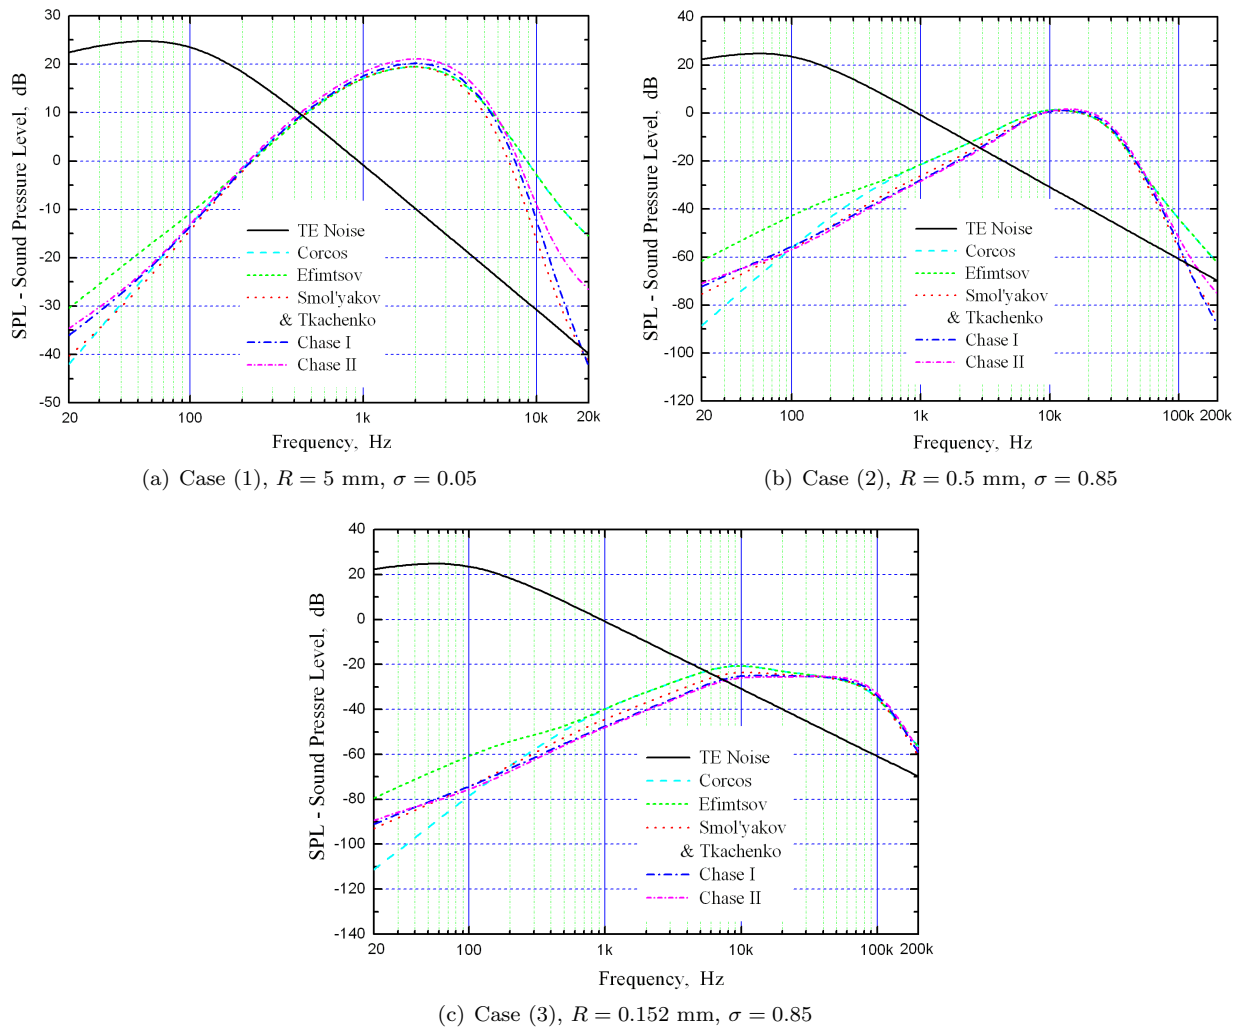 30
20
10
0
-10
-20
-30
-40
-50
SPL - Sound Pressure Level, dB
TE Noise
Corcos
Efimtsov
Smol'yakov
& Tkachenko
Chase I
Chase II
20 100 1k 10k 20k
Frequency, Hz
(a) Case (1), R = 5 mm, σ = 0.05
40
20
0
-20
-40
-60
-80
-100
-120
SPL - Sound Pressure Level, dB
TE Noise
Corcos
Efimtsov
Smol'yakov
& Tkachenko
Chase I
Chase II
20 100 1k 10k 100k 200k
Frequency, Hz
(b) Case (2), R = 0.5 mm, σ = 0.85
40
20
0
-20
-40
-60
-80
-100
-120
-140
SPL - Sound Pressre Level, dB
TE Noise
Corcos
Efimtsov
Smol'yakov
& Tkachenko
Chase I
Chase II
20 100 1k 10k 100k 200k
Frequency, Hz
(c) Case (3), R = 0.152 mm, σ = 0.85